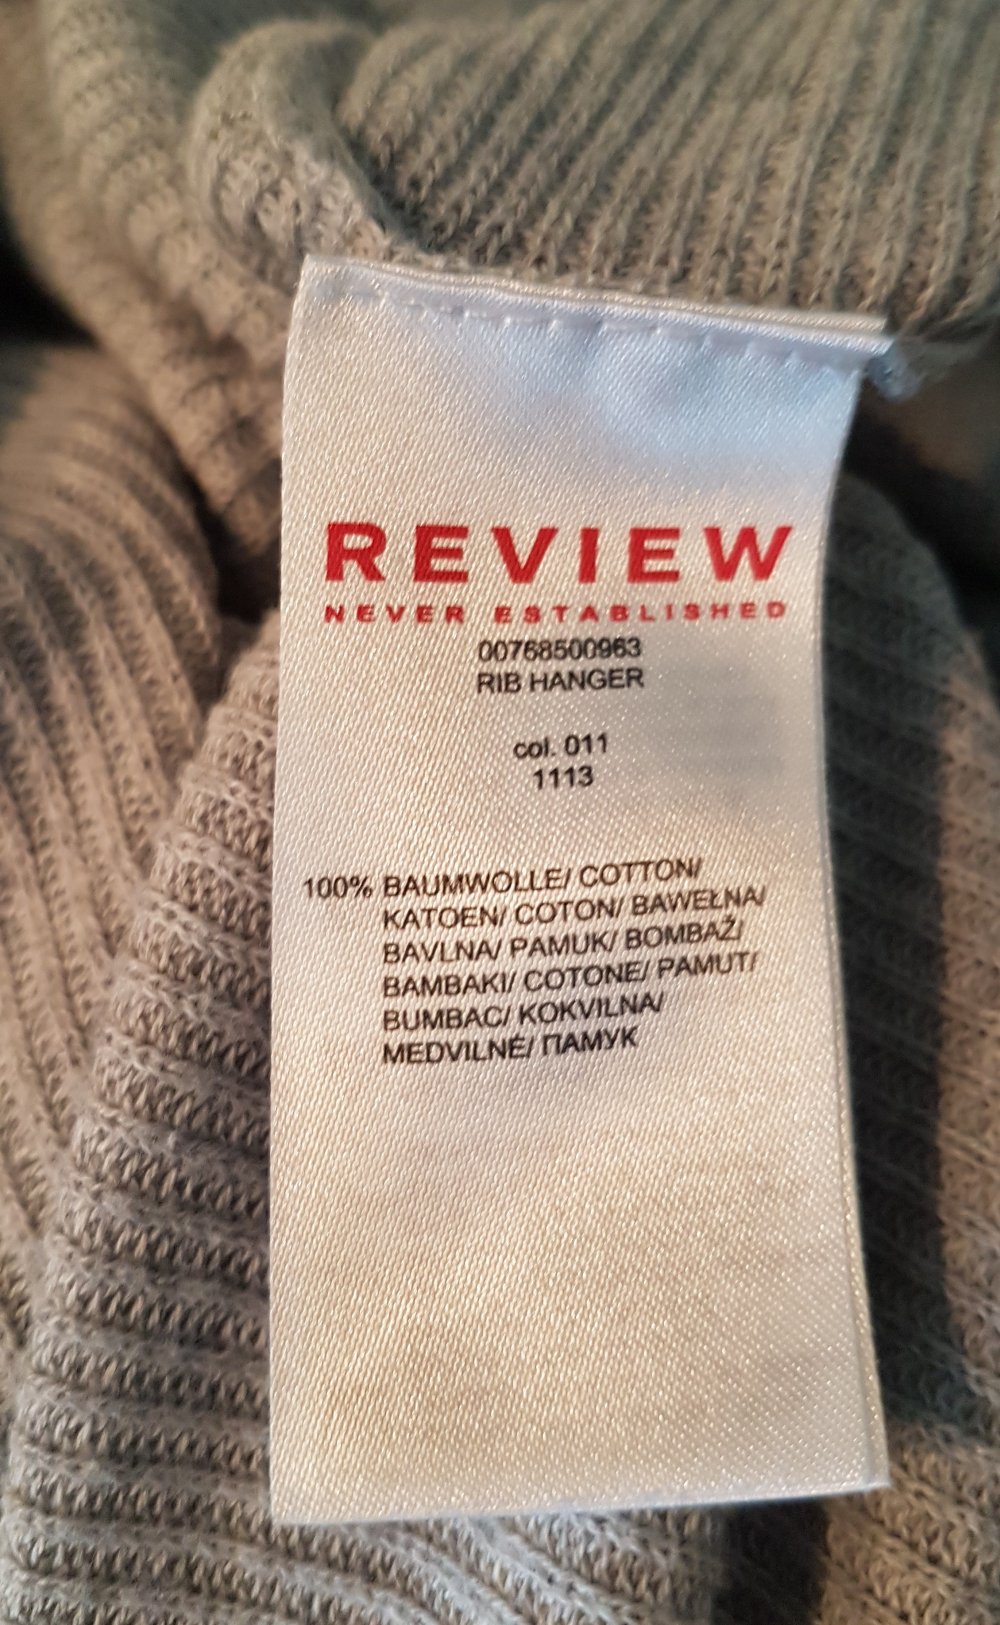 REVIEW
NEVER ESTABLISHED
00768500963
RIB HANGER
col. 011
1113
100% BAUMWOLLE/ COTTON/
KATOEN/ COTON/ BAWEŁNA/
BAVLNA/ PAMUK/ BOMBAŽ/
BAMBAKI/ COTONE/ PAMUT/
BUMBAC/ KOKVILNA/
MEDVILNĖ/ ПАМУК